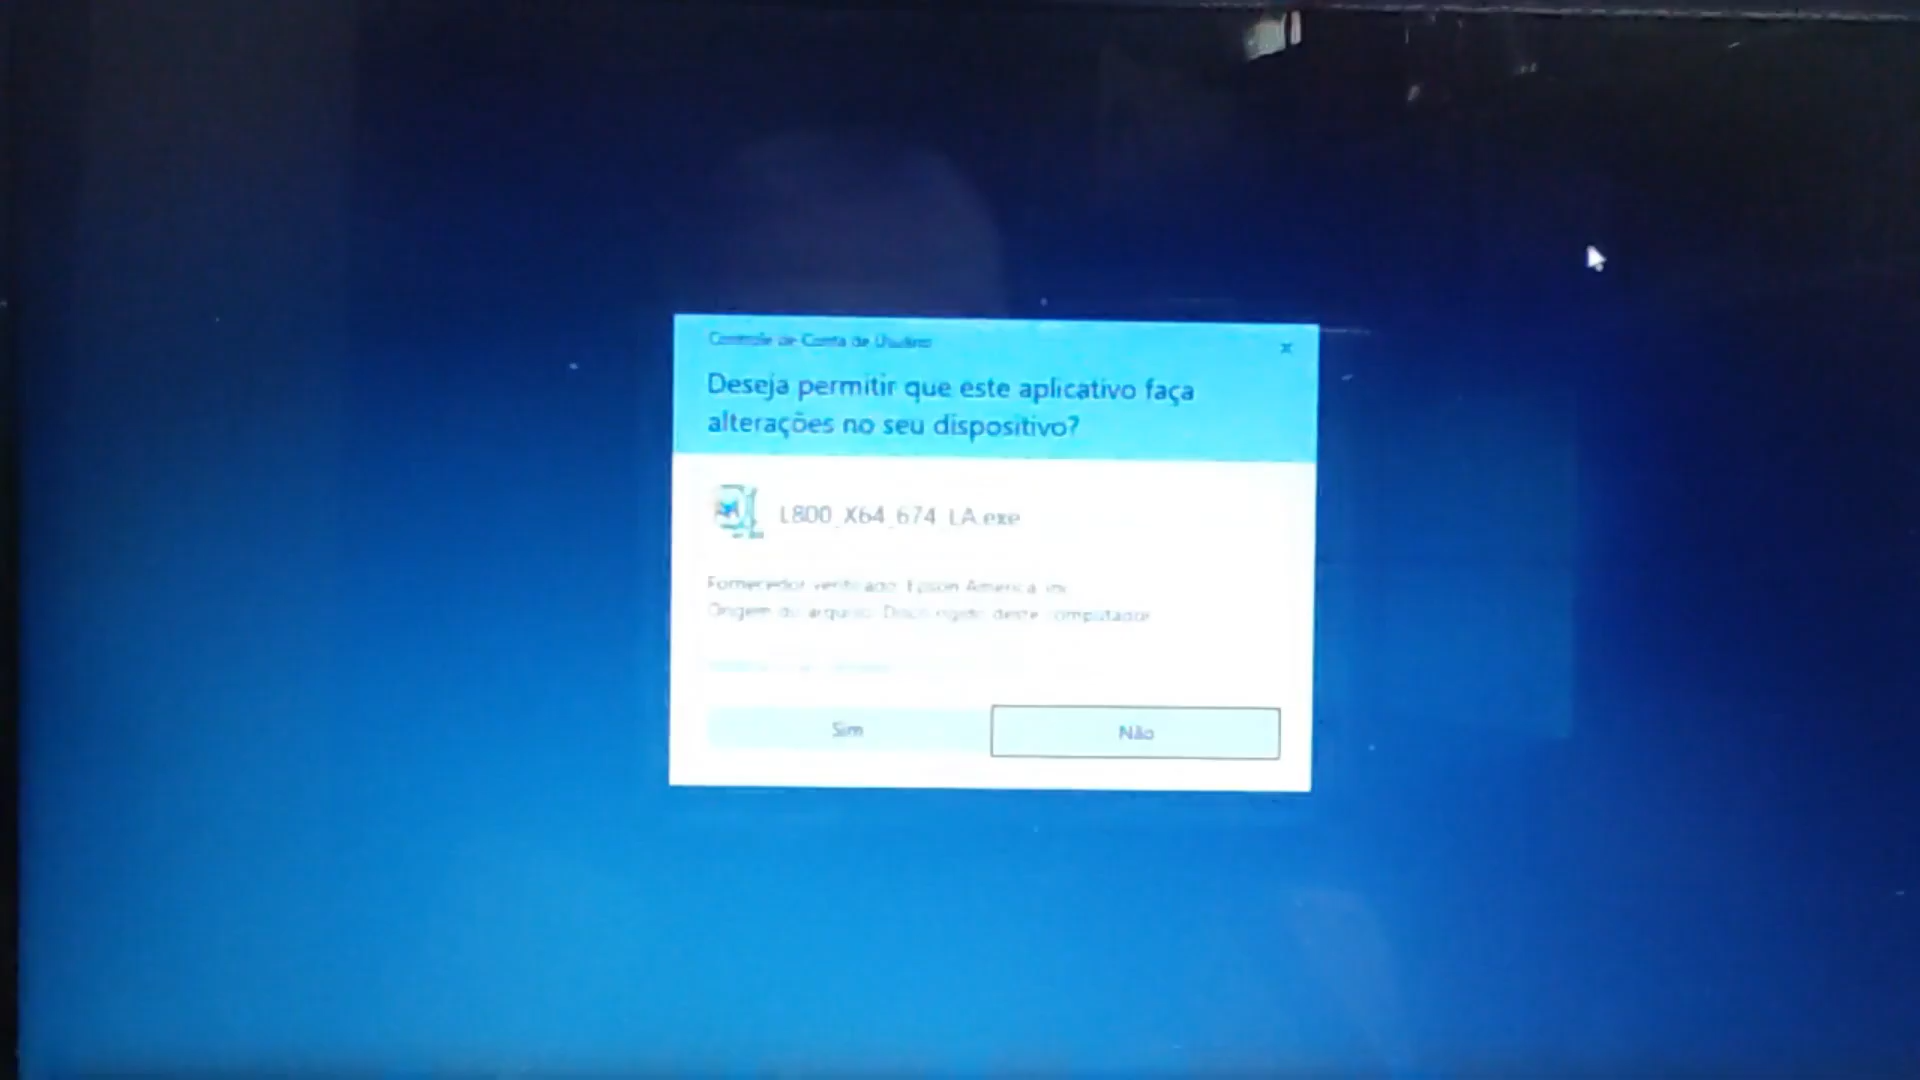 Controle de Conta de Usuário
Deseja permitir que este aplicativo faça
alterações no seu dispositivo?
L800_X64_674_LA.exe
Fornecedor verificado: Epson America, Inc.
Origem do arquivo: Disco rígido deste computador
Sim
Não